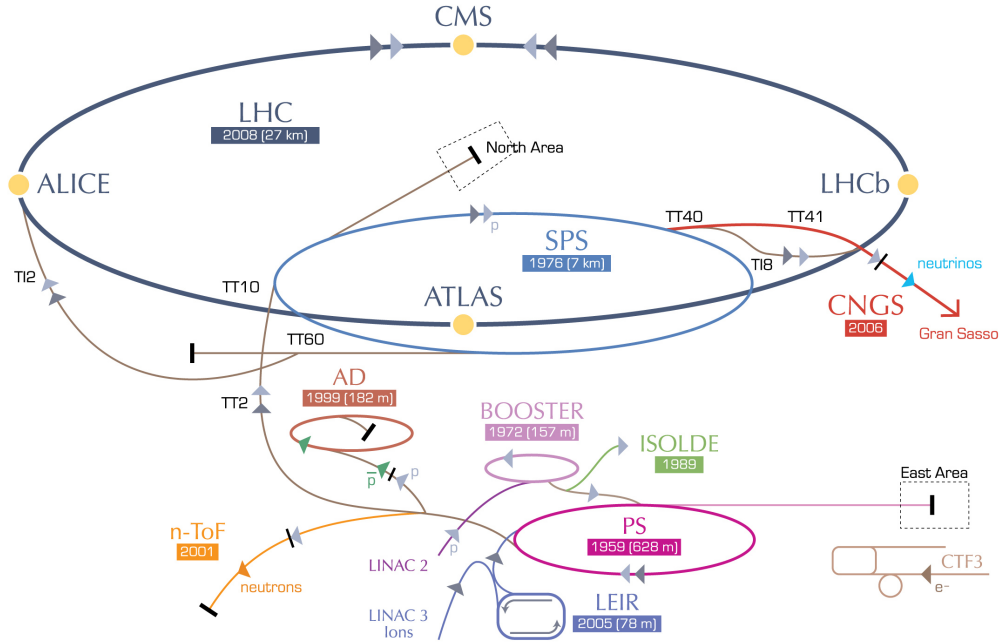 CMS
LHC
2008 (27 km)
North Area
ALICE
LHCb
TT40
TT41
p
SPS
1976 (7 km)
TI8
neutrinos
TI2
TT10
ATLAS
CNGS
2006
Gran Sasso
TT60
AD
1999 (182 m)
TT2
BOOSTER
1972 (157 m)
ISOLDE
1989
East Area
p
p
n-ToF
2001
neutrons
p
LINAC 2
PS
1959 (628 m)
CTF3
e-
LINAC 3
Ions
LEIR
2005 (78 m)